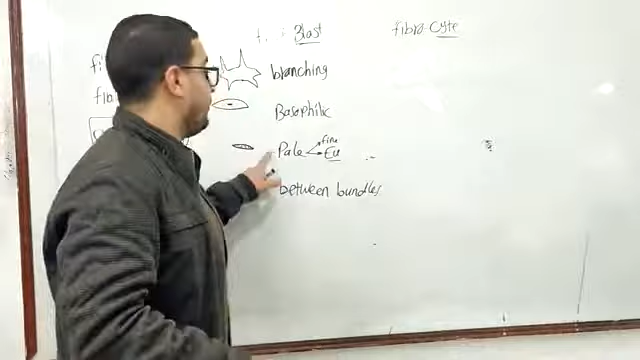 Blast
fibro-Cyte
branching
Basophilic
Pale fine
Eu
between bundles